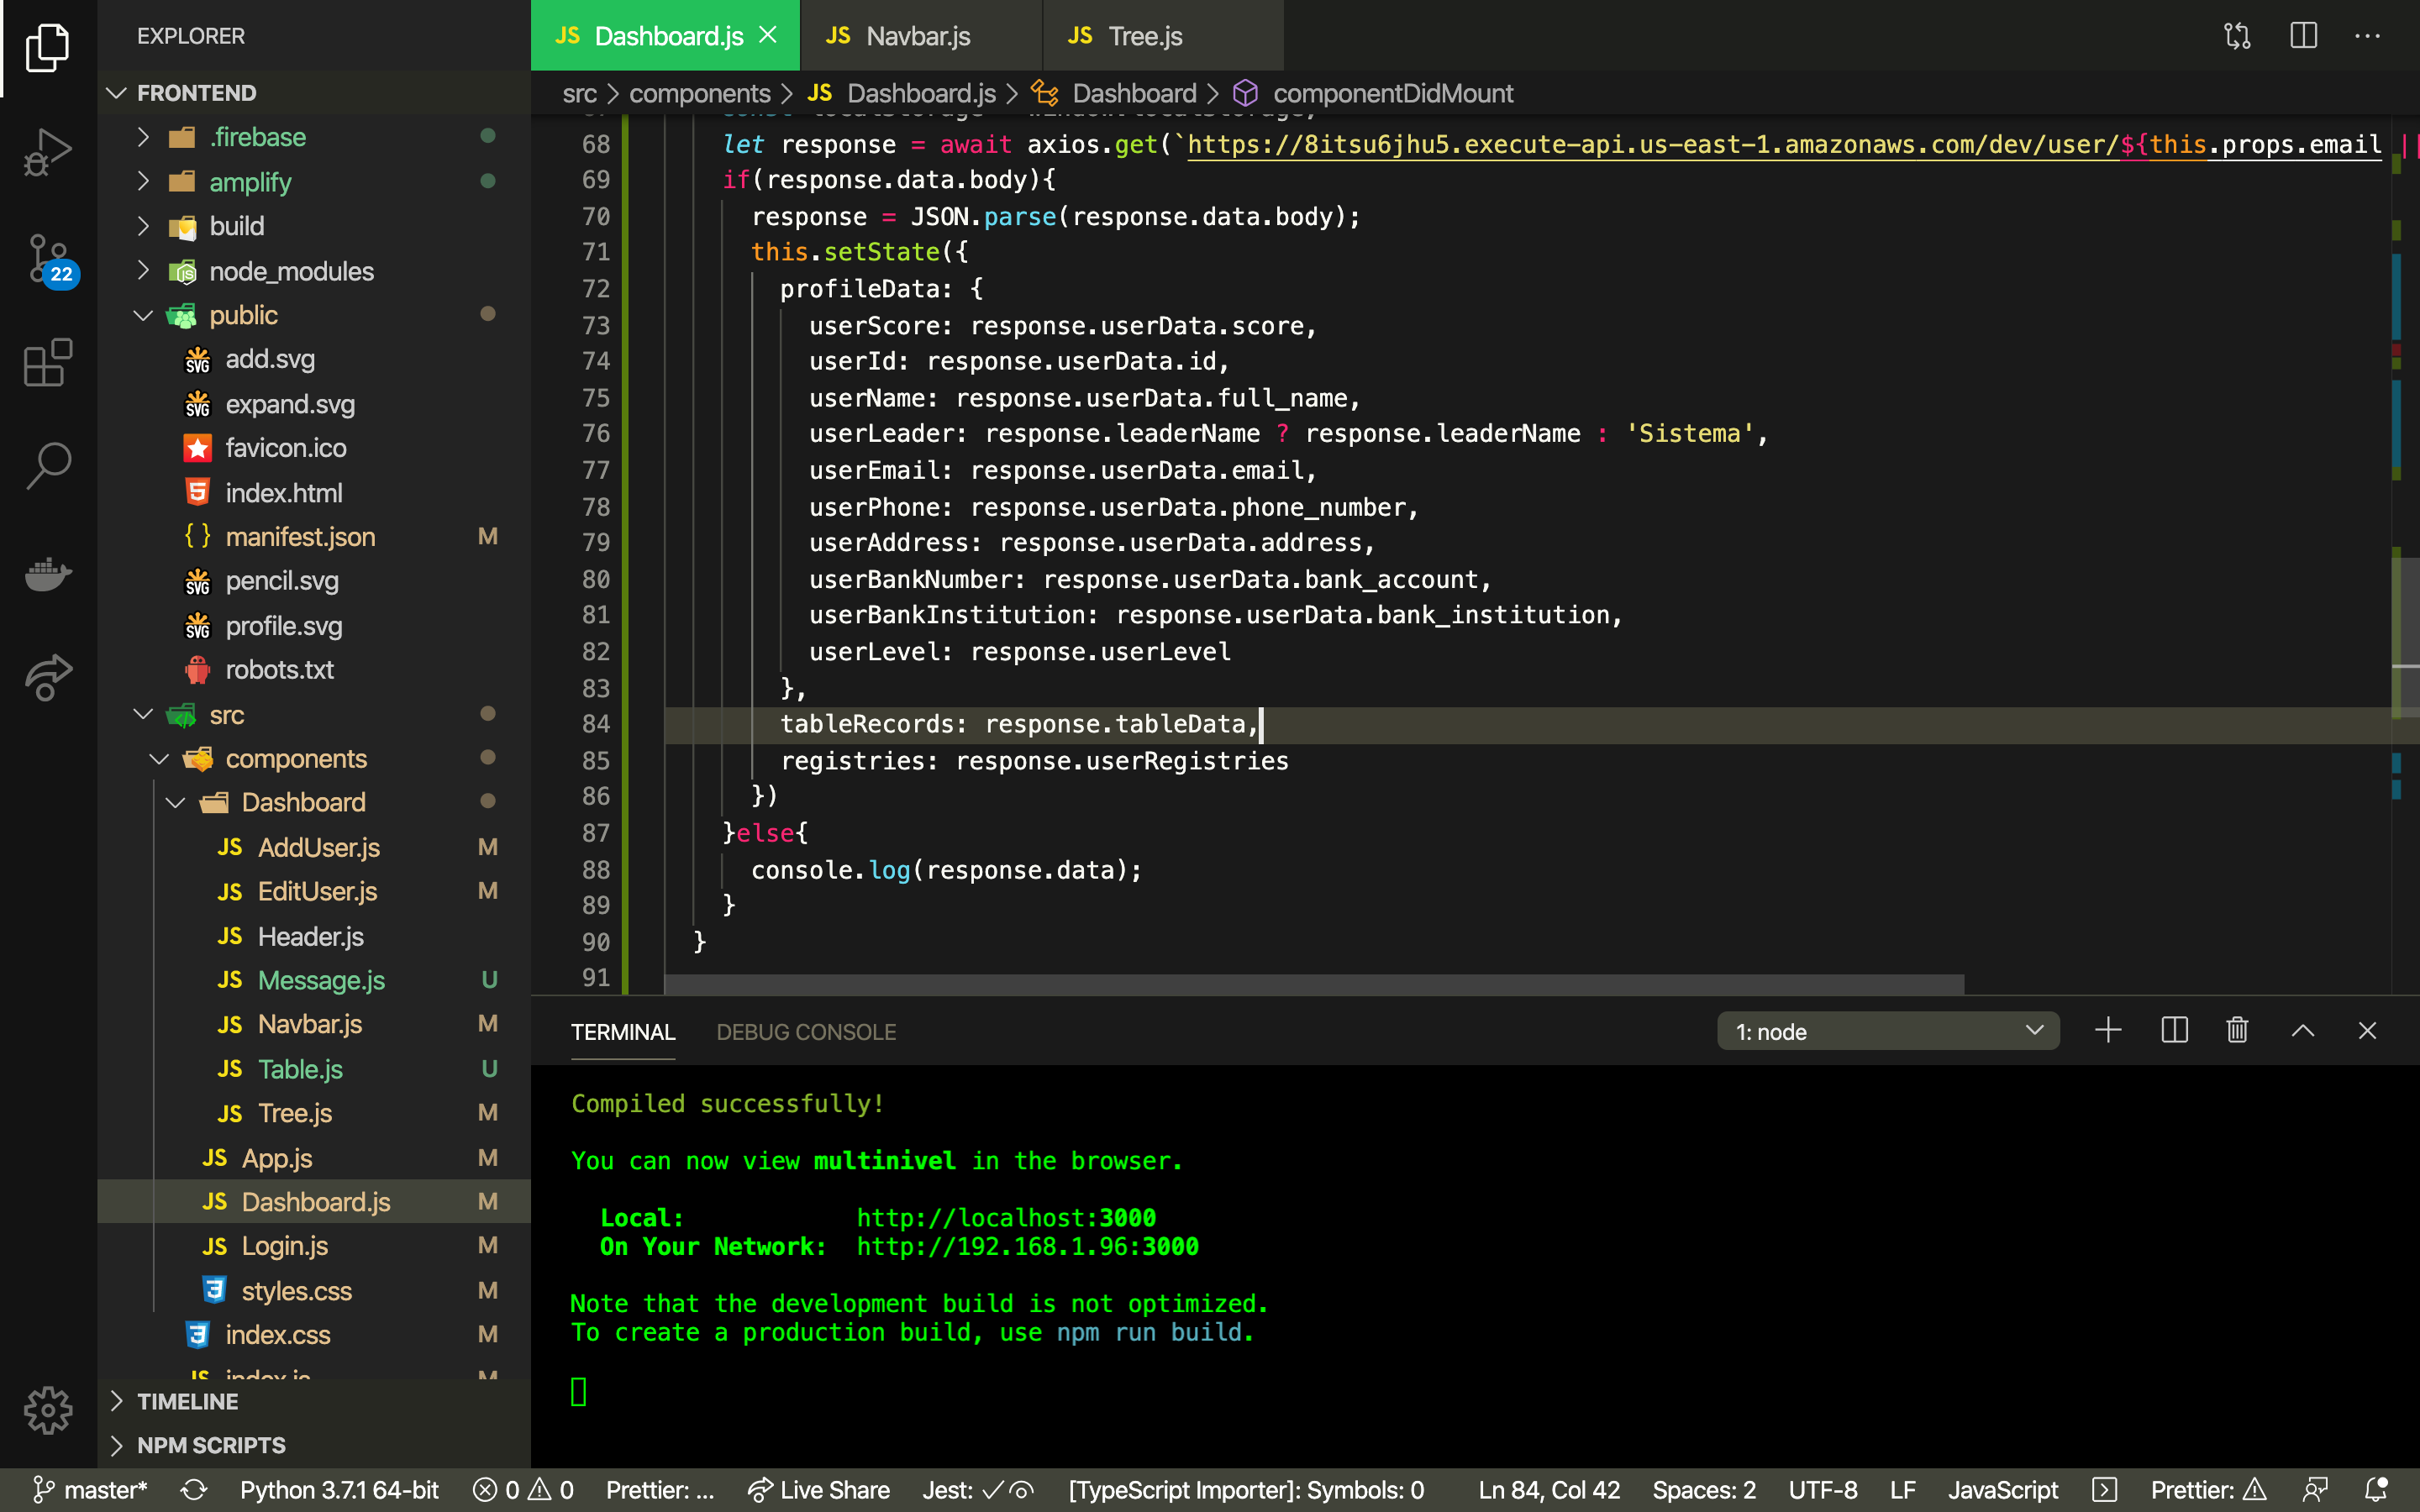 EXPLORER
FRONTEND
.firebase
amplify
build
node_modules
public
add.svg
expand.svg
favicon.ico
index.html
manifest.json M
pencil.svg
profile.svg
robots.txt
src
components
Dashboard
JS AddUser.js M
JS EditUser.js M
JS Header.js
JS Message.js U
JS Navbar.js M
JS Table.js U
JS Tree.js M
JS App.js M
JS Dashboard.js M
JS Login.js M
styles.css M
index.css M
JS index.js M
TIMELINE
NPM SCRIPTS
22
JS Dashboard.js
JS Navbar.js
JS Tree.js
src > components > JS Dashboard.js > Dashboard > componentDidMount
68 let response = await axios.get(`https://8itsu6jhu5.execute-api.us-east-1.amazonaws.com/dev/user/${this.props.email ||
69 if(response.data.body){
70 response = JSON.parse(response.data.body);
71 this.setState({
72 profileData: {
73 userScore: response.userData.score,
74 userId: response.userData.id,
75 userName: response.userData.full_name,
76 userLeader: response.leaderName ? response.leaderName : 'Sistema',
77 userEmail: response.userData.email,
78 userPhone: response.userData.phone_number,
79 userAddress: response.userData.address,
80 userBankNumber: response.userData.bank_account,
81 userBankInstitution: response.userData.bank_institution,
82 userLevel: response.userLevel
83 },
84 tableRecords: response.tableData,
85 registries: response.userRegistries
86 })
87 }else{
88 console.log(response.data);
89 }
90 }
91
TERMINAL DEBUG CONSOLE
1: node
Compiled successfully!
You can now view multinivel in the browser.
Local: http://localhost:3000
On Your Network: http://192.168.1.96:3000
Note that the development build is not optimized.
To create a production build, use npm run build.
master* Python 3.7.1 64-bit 0 0 Prettier: ... Live Share Jest: [TypeScript Importer]: Symbols: 0 Ln 84, Col 42 Spaces: 2 UTF-8 LF JavaScript Prettier: